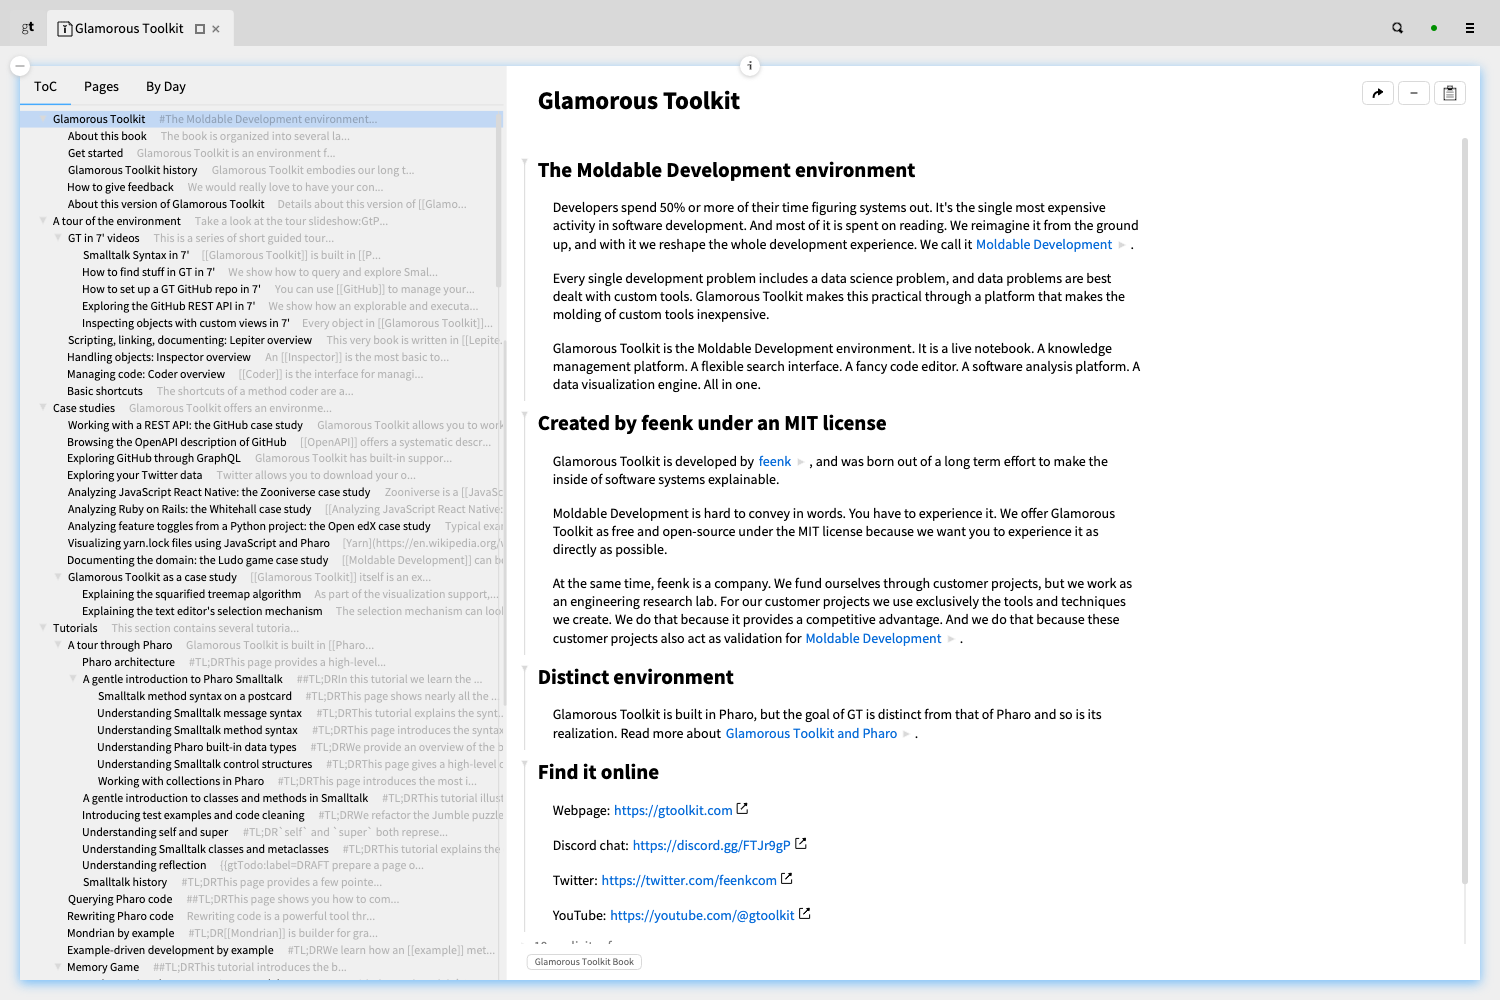 gt
Glamorous Toolkit
ToC Pages By Day
Glamorous Toolkit #The Moldable Development environment...
About this book The book is organized into several la...
Get started Glamorous Toolkit is an environment f...
Glamorous Toolkit history Glamorous Toolkit embodies our long t...
How to give feedback We would really love to have your con...
About this version of Glamorous Toolkit Details about this version of [[Glamo...
A tour of the environment Take a look at the tour slideshow:GtP...
GT in 7' videos This is a series of short guided tour...
Smalltalk Syntax in 7' [[Glamorous Toolkit]] is built in [[P...
How to find stuff in GT in 7' We show how to query and explore Smal...
How to set up a GT GitHub repo in 7' You can use [[GitHub]] to manage your...
Exploring the GitHub REST API in 7' We show how an explorable and executa...
Inspecting objects with custom views in 7' Every object in [[Glamorous Toolkit]]...
Scripting, linking, documenting: Lepiter overview This very book is written in [[Lepite.
Handling objects: Inspector overview An [[Inspector]] is the most basic to...
Managing code: Coder overview [[Coder]] is the interface for managi...
Basic shortcuts The shortcuts of a method coder are a...
Case studies Glamorous Toolkit offers an environme...
Working with a REST API: the GitHub case study Glamorous Toolkit allows you to work
Browsing the OpenAPI description of GitHub [[OpenAPI]] offers a systematic descr...
Exploring GitHub through GraphQL Glamorous Toolkit has built-in suppor...
Exploring your Twitter data Twitter allows you to download your o...
Analyzing JavaScript React Native: the Zooniverse case study Zooniverse is a [[JavaSc
Analyzing Ruby on Rails: the Whitehall case study [[Analyzing JavaScript React Native:
Analyzing feature toggles from a Python project: the Open edX case study Typical exar
Visualizing yarn.lock files using JavaScript and Pharo [Yarn](https://en.wikipedia.org/w
Documenting the domain: the Ludo game case study [[Moldable Development]] can be
Glamorous Toolkit as a case study [[Glamorous Toolkit]] itself is an ex...
Explaining the squarified treemap algorithm As part of the visualization support,...
Explaining the text editor's selection mechanism The selection mechanism can loo
Tutorials This section contains several tutoria...
A tour through Pharo Glamorous Toolkit is built in [[Pharo...
Pharo architecture #TL;DRThis page provides a high-level...
A gentle introduction to Pharo Smalltalk ##TL;DRIn this tutorial we learn the ...
Smalltalk method syntax on a postcard #TL;DRThis page shows nearly all the ...
Understanding Smalltalk message syntax #TL;DRThis tutorial explains the synt..
Understanding Smalltalk method syntax #TL;DRThis page introduces the syntax
Understanding Pharo built-in data types #TL;DRWe provide an overview of the b
Understanding Smalltalk control structures #TL;DRThis page gives a high-level c
Working with collections in Pharo #TL;DRThis page introduces the most i...
A gentle introduction to classes and methods in Smalltalk #TL;DRThis tutorial illust
Introducing test examples and code cleaning #TL;DRWe refactor the Jumble puzzle
Understanding self and super #TL;DR`self` and `super` both represe...
Understanding Smalltalk classes and metaclasses #TL;DRThis tutorial explains the
Understanding reflection {{gtTodo:label=DRAFT prepare a page o...
Smalltalk history #TL;DRThis page provides a few pointe...
Querying Pharo code ##TL;DRThis page shows you how to com...
Rewriting Pharo code Rewriting code is a powerful tool thr...
Mondrian by example #TL;DR[[Mondrian]] is builder for gra...
Example-driven development by example #TL;DRWe learn how an [[example]] met...
Memory Game ##TL;DRThis tutorial introduces the b...
Glamorous Toolkit
The Moldable Development environment
Developers spend 50% or more of their time figuring systems out. It's the single most expensive
activity in software development. And most of it is spent on reading. We reimagine it from the ground
up, and with it we reshape the whole development experience. We call it Moldable Development .
Every single development problem includes a data science problem, and data problems are best
dealt with custom tools. Glamorous Toolkit makes this practical through a platform that makes the
molding of custom tools inexpensive.
Glamorous Toolkit is the Moldable Development environment. It is a live notebook. A knowledge
management platform. A flexible search interface. A fancy code editor. A software analysis platform. A
data visualization engine. All in one.
Created by feenk under an MIT license
Glamorous Toolkit is developed by feenk , and was born out of a long term effort to make the
inside of software systems explainable.
Moldable Development is hard to convey in words. You have to experience it. We offer Glamorous
Toolkit as free and open-source under the MIT license because we want you to experience it as
directly as possible.
At the same time, feenk is a company. We fund ourselves through customer projects, but we work as
an engineering research lab. For our customer projects we use exclusively the tools and techniques
we create. We do that because it provides a competitive advantage. And we do that because these
customer projects also act as validation for Moldable Development .
Distinct environment
Glamorous Toolkit is built in Pharo, but the goal of GT is distinct from that of Pharo and so is its
realization. Read more about Glamorous Toolkit and Pharo .
Find it online
Webpage: https://gtoolkit.com
Discord chat: https://discord.gg/FTJr9gP
Twitter: https://twitter.com/feenkcom
YouTube: https://youtube.com/@gtoolkit
Glamorous Toolkit Book